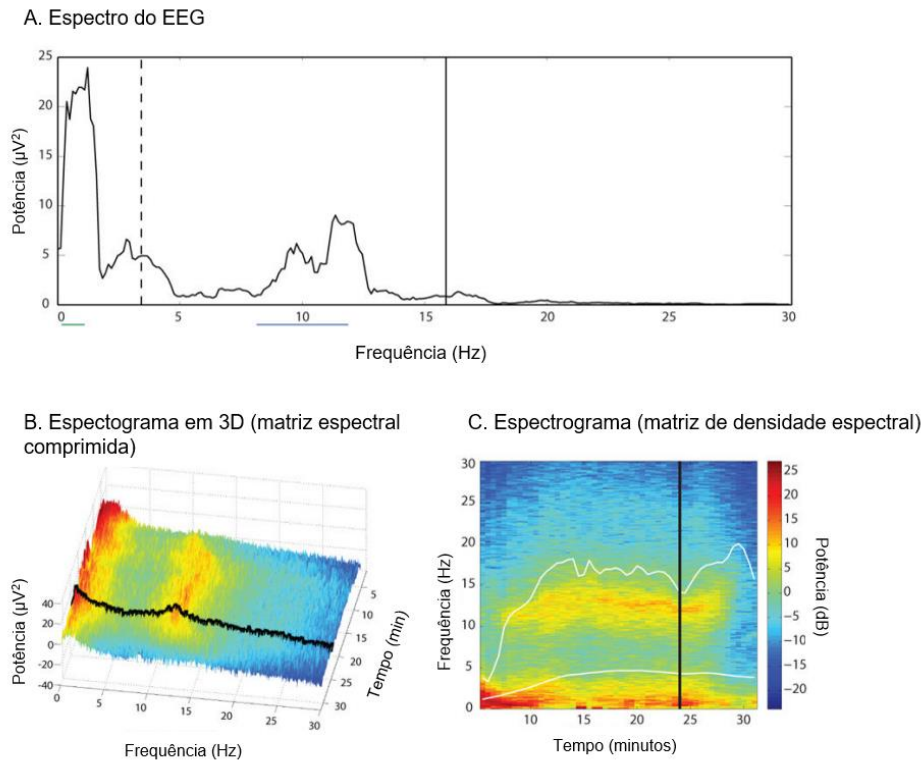 A. Espectro do EEG
25
20
15
10
5
0
Potência (µV²)
0 5 10 15 20 25 30
Frequência (Hz)
B. Espectograma em 3D (matriz espectral
comprimida)
Potência (µV²)
40
20
0
-20
-40
0 5 10 15 20 25 30
Frequência (Hz)
5
10
15
20
25
30
Tempo (min)
C. Espectrograma (matriz de densidade espectral)
Frequência (Hz)
30
25
20
15
10
5
0
10 15 20 25 30
Tempo (minutos)
25
20
15
10
5
0
−5
−10
−15
−20
Potência (dB)